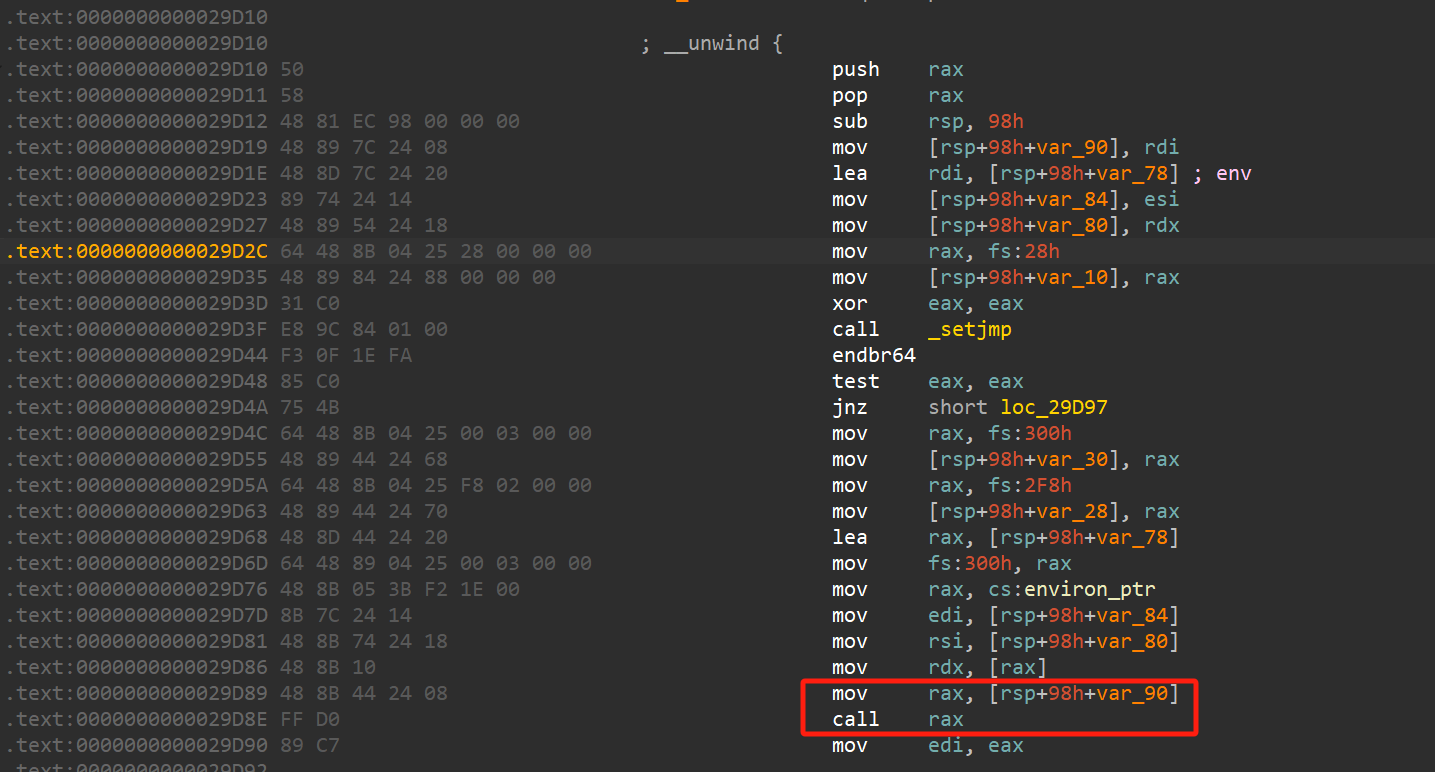 .text:0000000000029D10
.text:0000000000029D10 ; __unwind {
.text:0000000000029D10 50 push rax
.text:0000000000029D11 58 pop rax
.text:0000000000029D12 48 81 EC 98 00 00 00 sub rsp, 98h
.text:0000000000029D19 48 89 7C 24 08 mov [rsp+98h+var_90], rdi
.text:0000000000029D1E 48 8D 7C 24 20 lea rdi, [rsp+98h+var_78] ; env
.text:0000000000029D23 89 74 24 14 mov [rsp+98h+var_84], esi
.text:0000000000029D27 48 89 54 24 18 mov [rsp+98h+var_80], rdx
.text:0000000000029D2C 64 48 8B 04 25 28 00 00 00 mov rax, fs:28h
.text:0000000000029D35 48 89 84 24 88 00 00 00 mov [rsp+98h+var_10], rax
.text:0000000000029D3D 31 C0 xor eax, eax
.text:0000000000029D3F E8 9C 84 01 00 call _setjmp
.text:0000000000029D44 F3 0F 1E FA endbr64
.text:0000000000029D48 85 C0 test eax, eax
.text:0000000000029D4A 75 4B jnz short loc_29D97
.text:0000000000029D4C 64 48 8B 04 25 00 03 00 00 mov rax, fs:300h
.text:0000000000029D55 48 89 44 24 68 mov [rsp+98h+var_30], rax
.text:0000000000029D5A 64 48 8B 04 25 F8 02 00 00 mov rax, fs:2F8h
.text:0000000000029D63 48 89 44 24 70 mov [rsp+98h+var_28], rax
.text:0000000000029D68 48 8D 44 24 20 lea rax, [rsp+98h+var_78]
.text:0000000000029D6D 64 48 89 04 25 00 03 00 00 mov fs:300h, rax
.text:0000000000029D76 48 8B 05 3B F2 1E 00 mov rax, cs:environ_ptr
.text:0000000000029D7D 8B 7C 24 14 mov edi, [rsp+98h+var_84]
.text:0000000000029D81 48 8B 74 24 18 mov rsi, [rsp+98h+var_80]
.text:0000000000029D86 48 8B 10 mov rdx, [rax]
.text:0000000000029D89 48 8B 44 24 08 mov rax, [rsp+98h+var_90]
.text:0000000000029D8E FF D0 call rax
.text:0000000000029D90 89 C7 mov edi, eax
.text:0000000000029D92